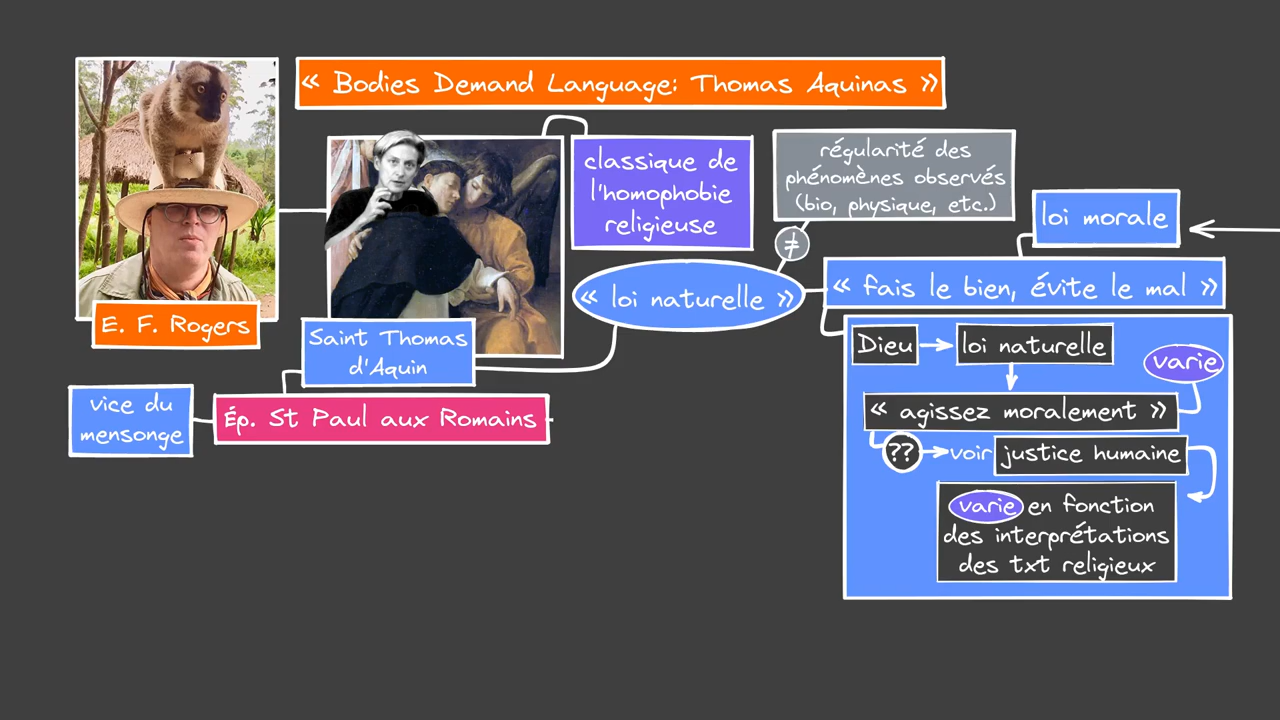 « Bodies Demand Language: Thomas Aquinas »
E. F. Rogers
classique de
l'homophobie
religieuse
régularité des
phénomènes observés
(bio, physique, etc.)
≠
loi morale
« loi naturelle »
« fais le bien, évite le mal »
Saint Thomas
d'Aquin
vice du
mensonge
Ép. St Paul aux Romains
Dieu
loi naturelle
varie
« agissez moralement »
??
voir
justice humaine
varie en fonction
des interprétations
des txt religieux